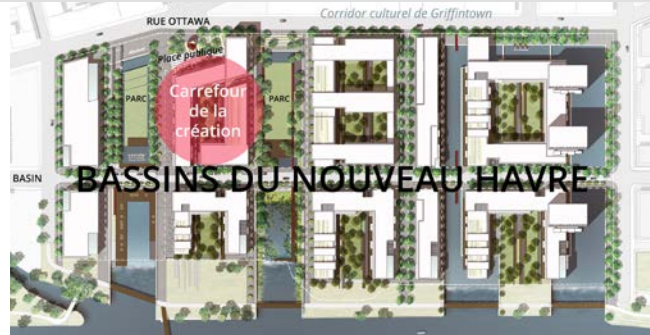 Corridor culturel de Griffintown
RUE OTTAWA
Place publique
PARC
Carrefour
de la
création
PARC
BASIN
BASSINS DU NOUVEAU HAVRE